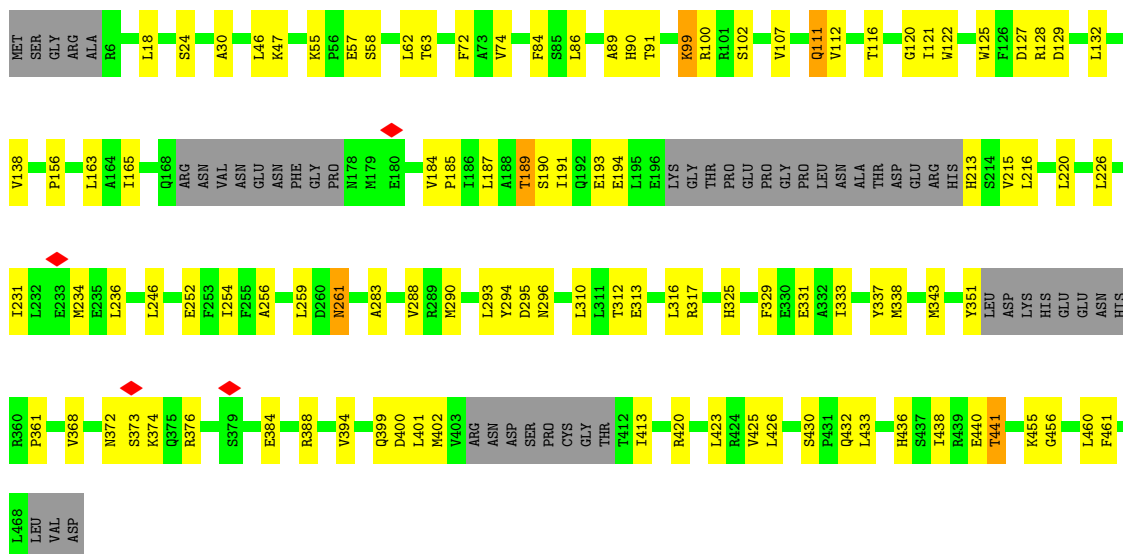 MET SER GLY ARG ALA R6 L18 S24 A30 L46 K47 K55 P56 E57 S58 L62 T63 F72 A73 V74 F84 S85 L86 A89 H90 T91 K99 R100 R101 S102 V107 Q111 V112 T116 G120 I121 W122 W125 F126 D127 R128 D129 L132
V138 P156 L163 A164 I165 Q168 ARG ASN VAL ASN GLU ASN PHE GLY PRO N178 M179 E180 V184 P185 I186 L187 A188 T189 S190 I191 Q192 E193 E194 L195 E196 LYS GLY THR PRO GLU PRO GLY PRO LEU ASN ALA THR ASP GLU ARG HIS H213 S214 V215 L216 L220 L226
I231 L232 E233 M234 E235 L236 L246 E252 F253 I254 F255 A256 L259 D260 N261 A283 V288 R289 M290 L293 Y294 D295 N296 L310 L311 T312 E313 L316 R317 H325 F329 E330 E331 A332 I333 Y337 M338 M343 Y351 LEU ASP LYS HIS GLU GLU ASN HIS
R360 P361 V368 N372 S373 K374 Q375 R376 S379 E384 R388 V394 Q399 D400 L401 M402 V403 ARG ASN ASP SER PRO CYS GLY THR T412 I413 R420 L423 R424 V425 L426 S430 P431 Q432 L433 H436 S437 I438 R439 E440 T441 K455 G456 L460 F461
L468 LEU VAL ASP